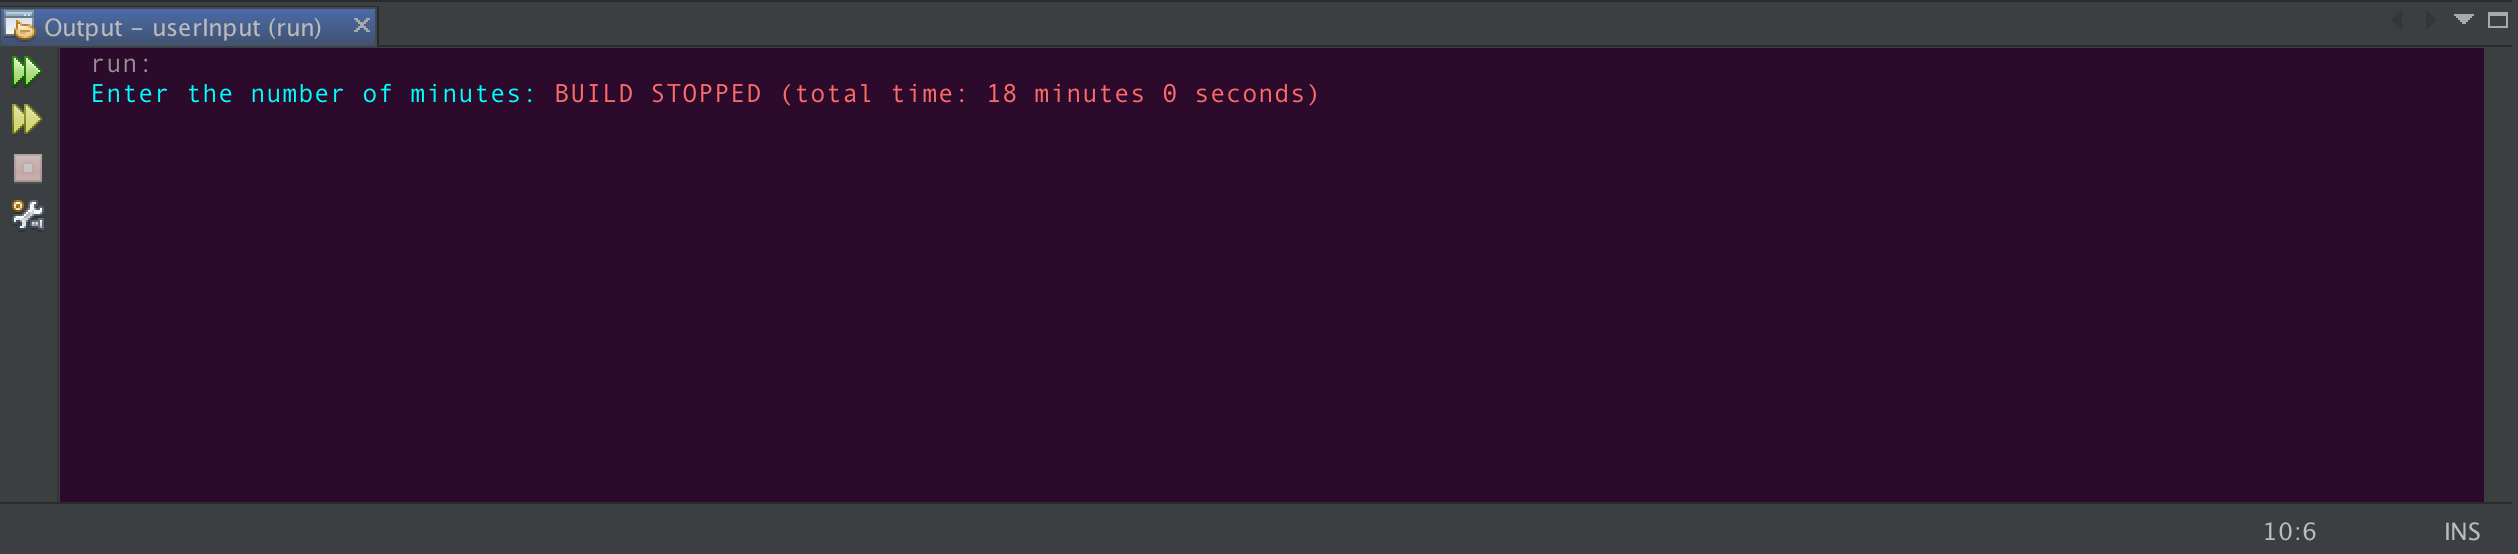 Output – userInput (run)
run:
Enter the number of minutes: BUILD STOPPED (total time: 18 minutes 0 seconds)
10:6 INS